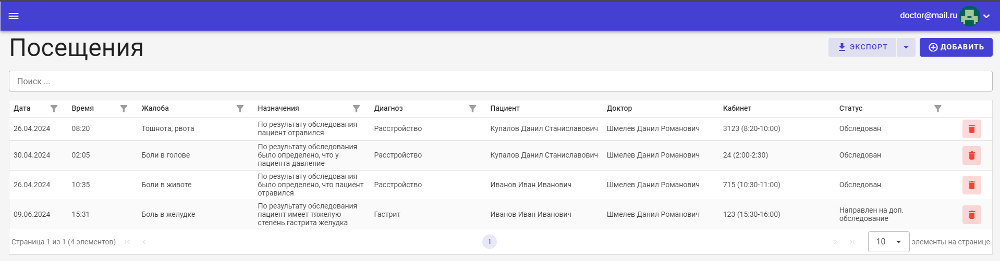 doctor@mail.ru
Посещения
ЭКСПОРТ
ДОБАВИТЬ
Поиск ...
Дата Время Жалоба Назначения Диагноз Пациент Доктор Кабинет Статус
26.04.2024 08:20 Тошнота, рвота По результату обследования пациент отравился Расстройство Купалов Данил Станиславович Шмелев Данил Романович 3123 (8:20-10:00) Обследован
30.04.2024 02:05 Боли в голове По результату обследования было определено, что у пациента давление Расстройство Купалов Данил Станиславович Шмелев Данил Романович 24 (2:00-2:30) Обследован
26.04.2024 10:35 Боли в животе По результату обследования было определено, что пациент отравился Расстройство Иванов Иван Иванович Шмелев Данил Романович 715 (10:30-11:00) Обследован
09.06.2024 15:31 Боль в желудке По результату обследования пациент имеет тяжелую степень гастрита желудка Гастрит Иванов Иван Иванович Шмелев Данил Романович 123 (15:30-16:00) Направлен на доп. обследование
Страница 1 из 1 (4 элементов) 1 10 элементы на странице